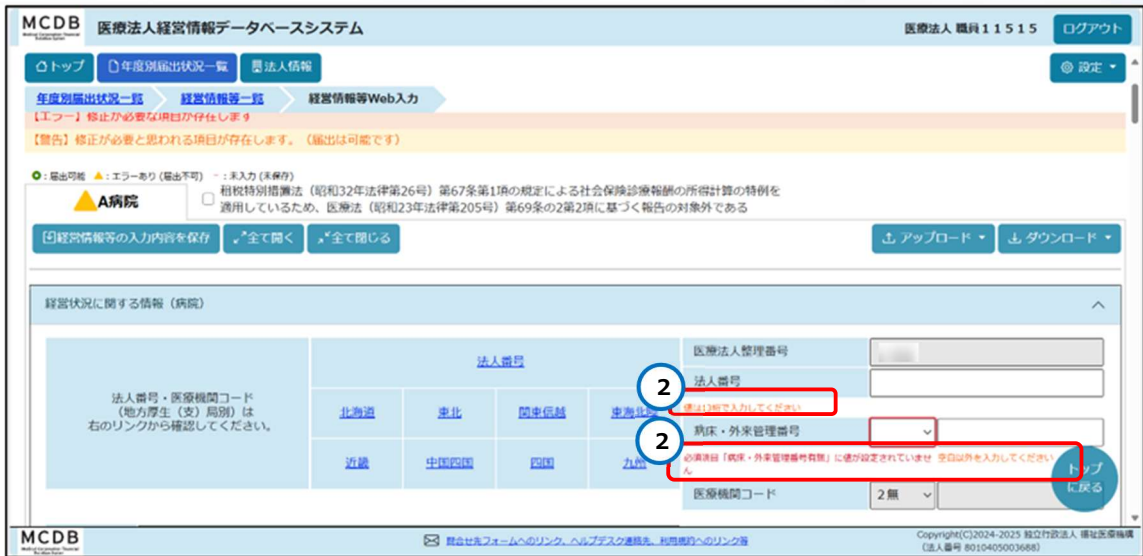 MCDB
医療法人経営情報データベースシステム
医療法人 職員11515
ログアウト
トップ
年度別届出状況一覧
法人情報
設定
年度別届出状況一覧
経営情報等一覧
経営情報等Web入力
【エラー】修正が必要な項目が存在します
【警告】修正が必要と思われる項目が存在します。（届出は可能です）
：届出可能 ：エラーあり (届出不可) －：未入力 (未保存)
A病院
租税特別措置法（昭和32年法律第26号）第67条第1項の規定による社会保険診療報酬の所得計算の特例を
適用しているため、医療法（昭和23年法律第205号）第69条の2第2項に基づく報告の対象外である
経営情報等の入力内容を保存
全て開く
全て閉じる
アップロード
ダウンロード
経営状況に関する情報（病院）
法人番号・医療機関コード
（地方厚生（支）局別）は
右のリンクから確認してください。
法人番号
北海道
東北
関東信越
東海北陸
近畿
中国四国
四国
九州
医療法人整理番号
法人番号
2
値は13桁で入力してください
病床・外来管理番号
2
必須項目「病床・外来管理番号有無」に値が設定されていませ
ん
空白以外を入力してください
医療機関コード
2無
トップ
に戻る
MCDB
問合せ先フォームへのリンク、ヘルプデスク連絡先、利用規約へのリンク等
Copyright(C)2024-2025 独立行政法人 福祉医療機構
（法人番号 8010405003688）